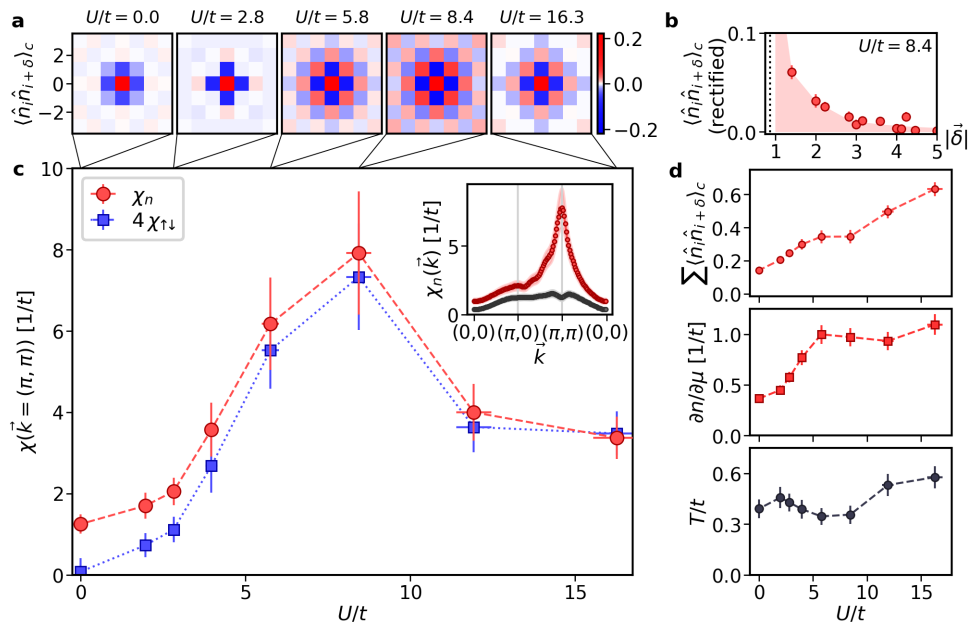 a
U/t = 0.0
U/t = 2.8
U/t = 5.8
U/t = 8.4
U/t = 16.3
⟨n̂ᵢn̂ᵢ₊δ⟩c
2
0
−2
0.2
0.0
−0.2
b
⟨n̂ᵢn̂ᵢ₊δ⟩c
(rectified)
0.1
0.0
U/t = 8.4
1
2
3
4
5
|δ⃗|
c
χ(k⃗ = (π, π)) [1/t]
10
8
6
4
2
0
χₙ
4 χ↑↓
0
5
10
15
U/t
χₙ(k⃗) [1/t]
5
0
(0,0)
(π,0)
(π,π)
(0,0)
k⃗
d
∑⟨n̂ᵢn̂ᵢ₊δ⟩c
0.6
0.4
0.2
0.0
∂n/∂μ [1/t]
1.0
0.5
0.0
T/t
0.6
0.3
0.0
0
5
10
15
U/t